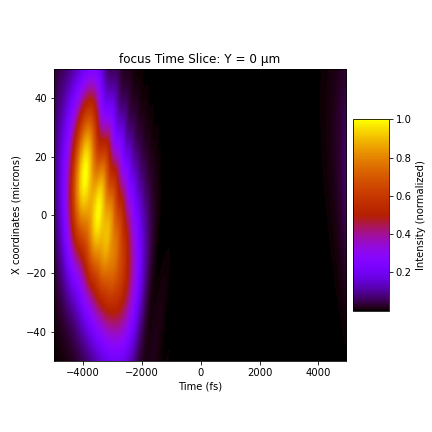 focus Time Slice: Y = 0 μm
40
20
0
−20
−40
X coordinates (microns)
−4000 −2000 0 2000 4000
Time (fs)
1.0
0.8
0.6
0.4
0.2
Intensity (normalized)